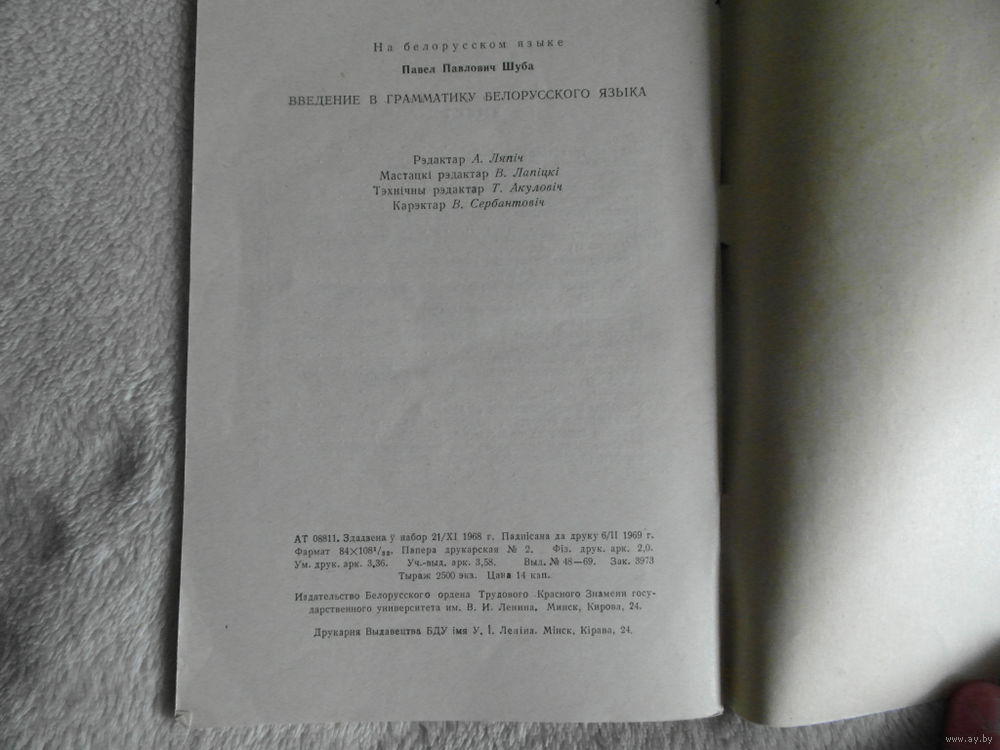 На белорусском языке
Павел Павлович Шуба
ВВЕДЕНИЕ В ГРАММАТИКУ БЕЛОРУССКОГО ЯЗЫКА
Рэдактар А. Ляпіч
Мастацкі рэдактар В. Лапіцкі
Тэхнічны рэдактар Т. Акуловіч
Карэктар В. Сербантовіч
АТ 08811. Здадзена ў набор 21/XI 1968 г. Падпісана да друку 6/II 1969 г.
Фармат 84×108¹/₃₂. Папера друкарская № 2. Фіз. друк. арк. 2,0.
Ум. друк. арк. 3,36. Уч.-выд. арк. 3,58. Выд. № 48—69. Зак. 3973
Тыраж 2500 экз. Цана 14 кап.
Издательство Белорусского ордена Трудового Красного Знамени госу-
дарственного университета им. В. И. Ленина. Минск, Кирова, 24.
Друкарня Выдавецтва БДУ імя У. І. Леніна. Мінск, Кірава, 24.
www.ay.by